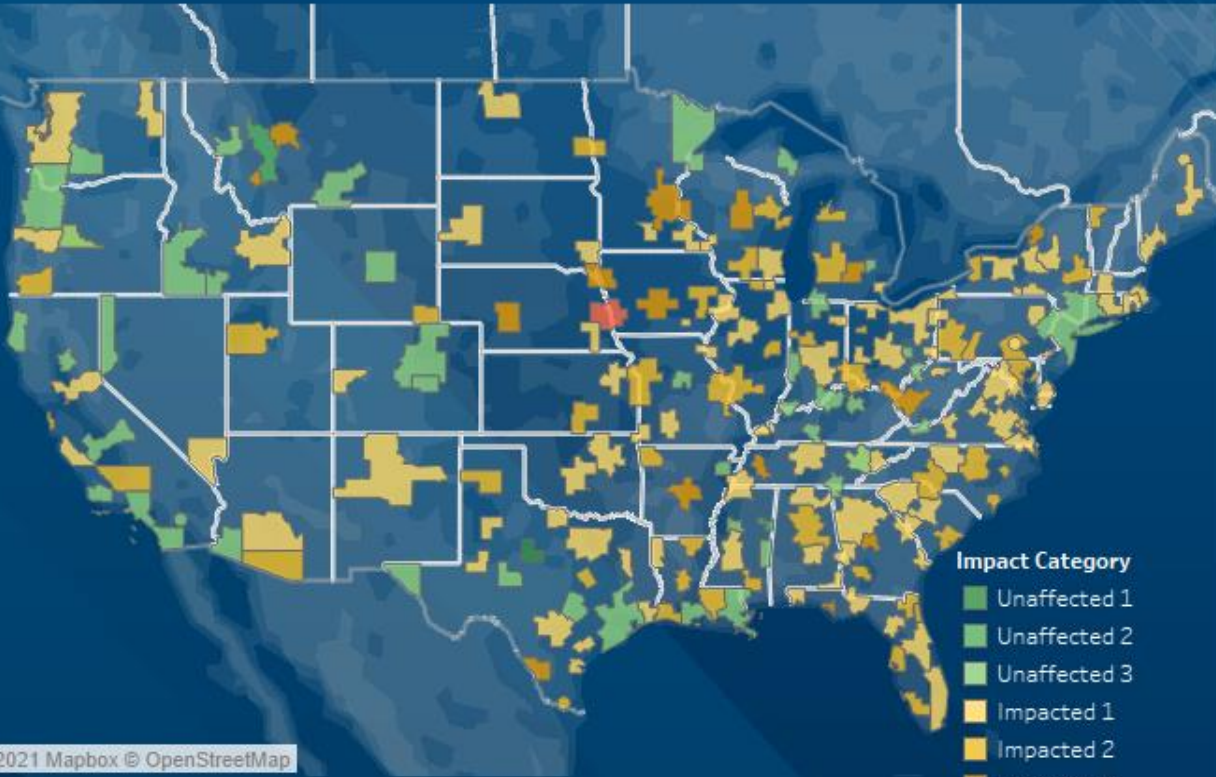 Impact Category
Unaffected 1
Unaffected 2
Unaffected 3
Impacted 1
Impacted 2
2021 Mapbox © OpenStreetMap